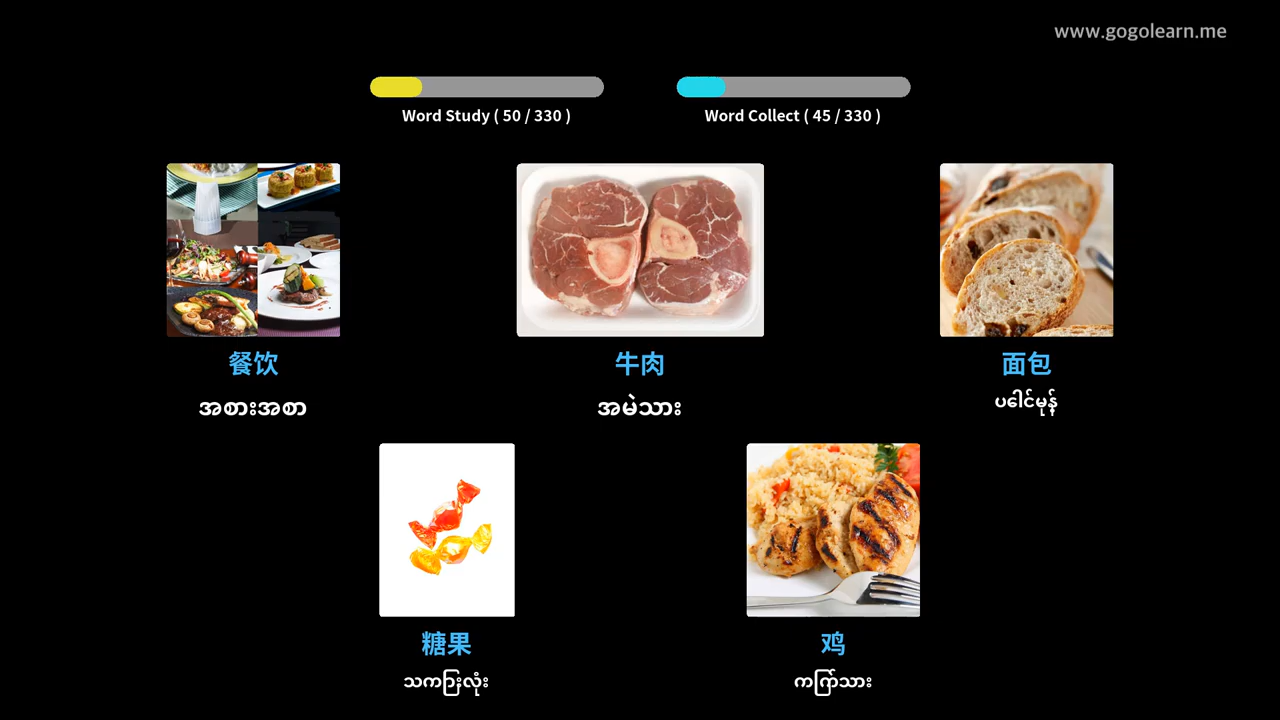 www.gogolearn.me
Word Study ( 50 / 330 )
Word Collect ( 45 / 330 )
餐饮
牛肉
面包
အစားအစာ
အမဲသား
ပေါင်မုန့်
糖果
鸡
သကြားလုံး
ကြက်သား